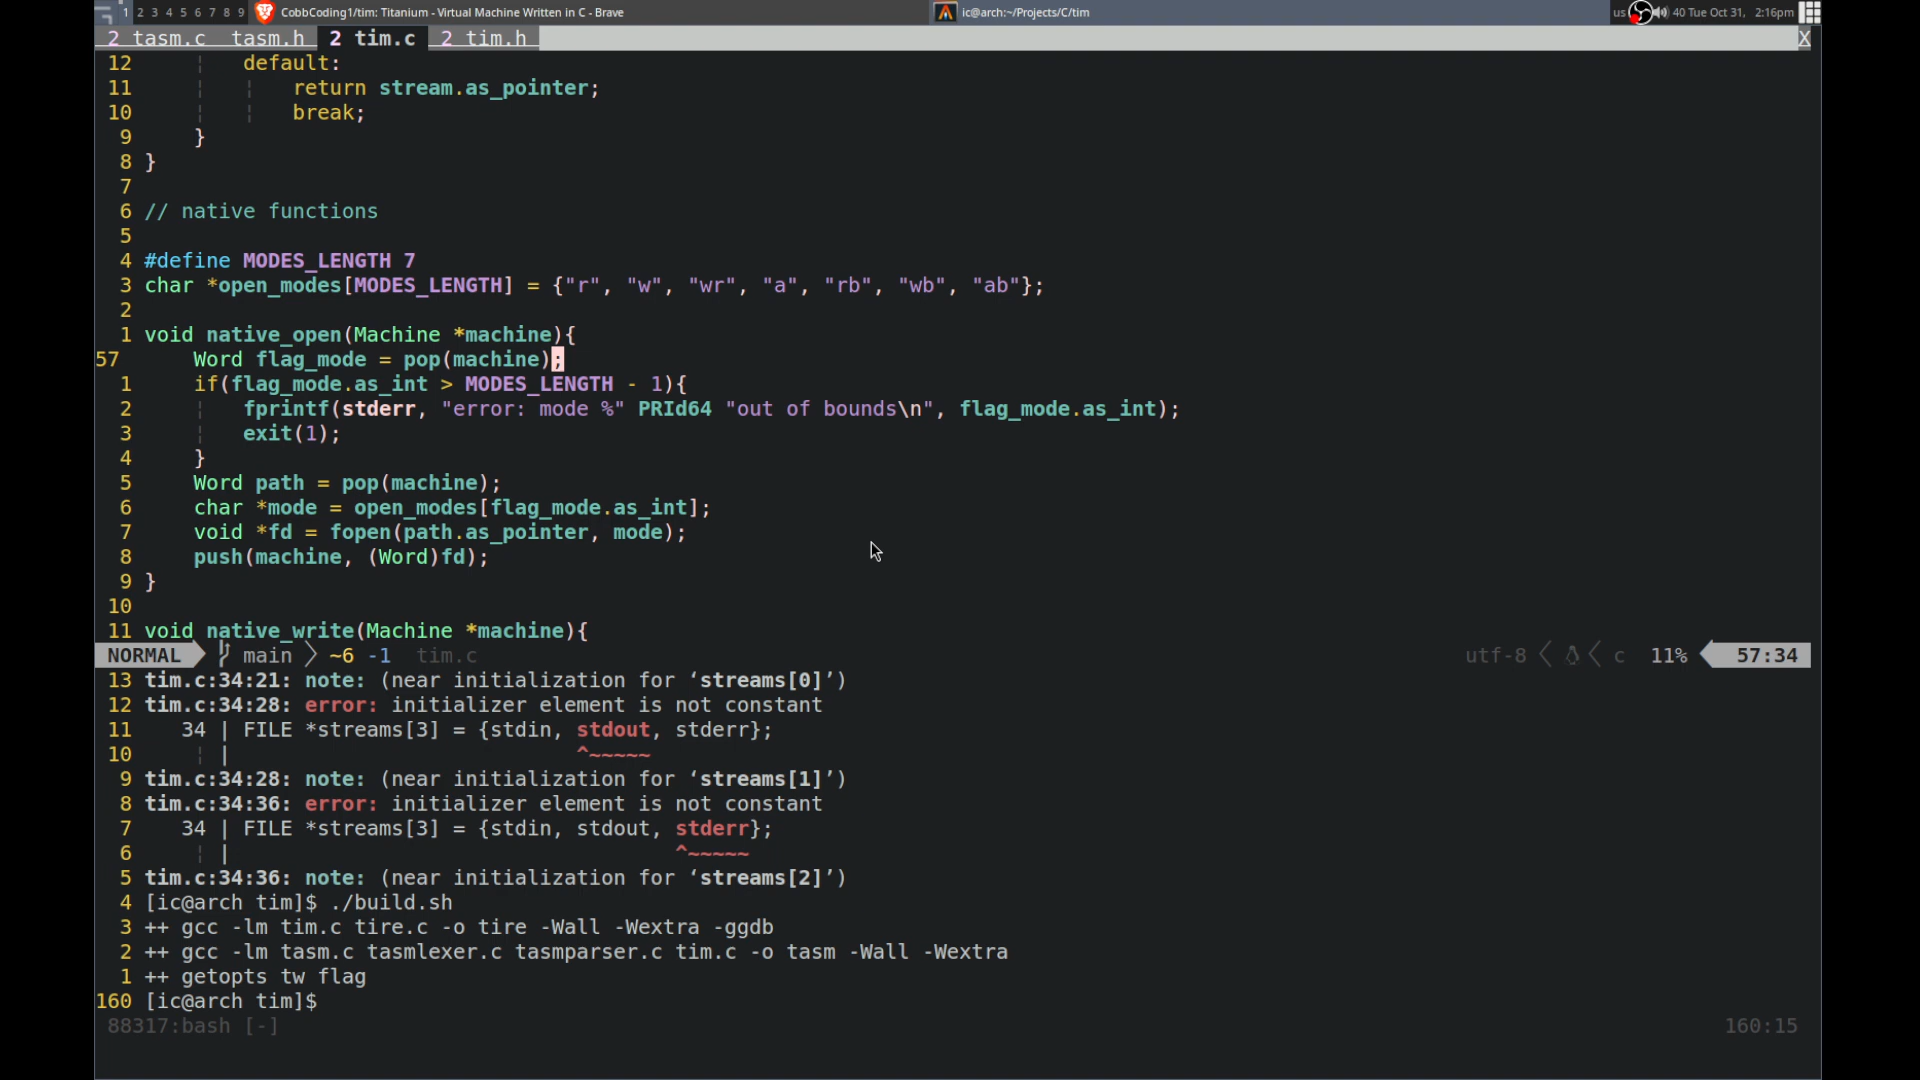 1 2 3 4 5 6 7 8 9 CobbCoding1/tim: Titanium - Virtual Machine Written in C - Brave ic@arch:~/Projects/C/tim us 40 Tue Oct 31, 2:16pm
2 tasm.c tasm.h 2 tim.c 2 tim.h X
12 default:
11 return stream.as_pointer;
10 break;
9 }
8 }
7
6 // native functions
5
4 #define MODES_LENGTH 7
3 char *open_modes[MODES_LENGTH] = {"r", "w", "wr", "a", "rb", "wb", "ab"};
2
1 void native_open(Machine *machine){
57 Word flag_mode = pop(machine);
1 if(flag_mode.as_int > MODES_LENGTH - 1){
2 fprintf(stderr, "error: mode %" PRId64 "out of bounds\n", flag_mode.as_int);
3 exit(1);
4 }
5 Word path = pop(machine);
6 char *mode = open_modes[flag_mode.as_int];
7 void *fd = fopen(path.as_pointer, mode);
8 push(machine, (Word)fd);
9 }
10
11 void native_write(Machine *machine){
NORMAL main ~6 -1 tim.c utf-8 c 11% 57:34
13 tim.c:34:21: note: (near initialization for ‘streams[0]’)
12 tim.c:34:28: error: initializer element is not constant
11 34 | FILE *streams[3] = {stdin, stdout, stderr};
10 | ^~~~~~
9 tim.c:34:28: note: (near initialization for ‘streams[1]’)
8 tim.c:34:36: error: initializer element is not constant
7 34 | FILE *streams[3] = {stdin, stdout, stderr};
6 | ^~~~~~
5 tim.c:34:36: note: (near initialization for ‘streams[2]’)
4 [ic@arch tim]$ ./build.sh
3 ++ gcc -lm tim.c tire.c -o tire -Wall -Wextra -ggdb
2 ++ gcc -lm tasm.c tasmlexer.c tasmparser.c tim.c -o tasm -Wall -Wextra
1 ++ getopts tw flag
160 [ic@arch tim]$
88317:bash [-] 160:15